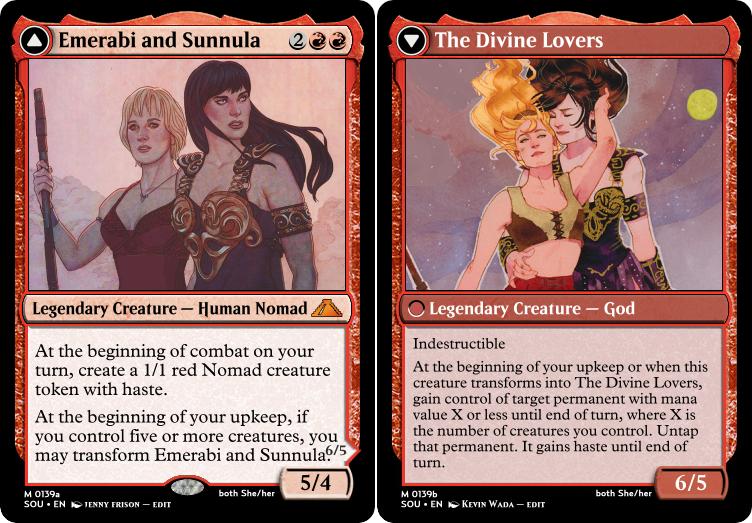 Emerabi and Sunnula 2
Legendary Creature — Human Nomad
At the beginning of combat on your
turn, create a 1/1 red Nomad creature
token with haste.
At the beginning of your upkeep, if
you control five or more creatures, you
may transform Emerabi and Sunnula.
6/5
5/4
M 0139a
SOU • EN JENNY FRISON — EDIT
both She/her
The Divine Lovers
Legendary Creature — God
Indestructible
At the beginning of your upkeep or when this
creature transforms into The Divine Lovers,
gain control of target permanent with mana
value X or less until end of turn, where X is
the number of creatures you control. Untap
that permanent. It gains haste until end of
turn.
6/5
M 0139b
SOU • EN KEVIN WADA — EDIT
both She/her